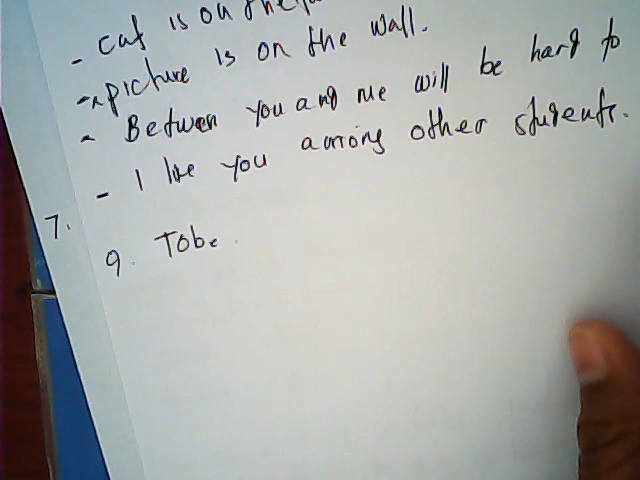 - cat is on the
- A picture is on the wall.
- Betwen you and me will be hard to
- I like you among other students.
7.
9. Tobe